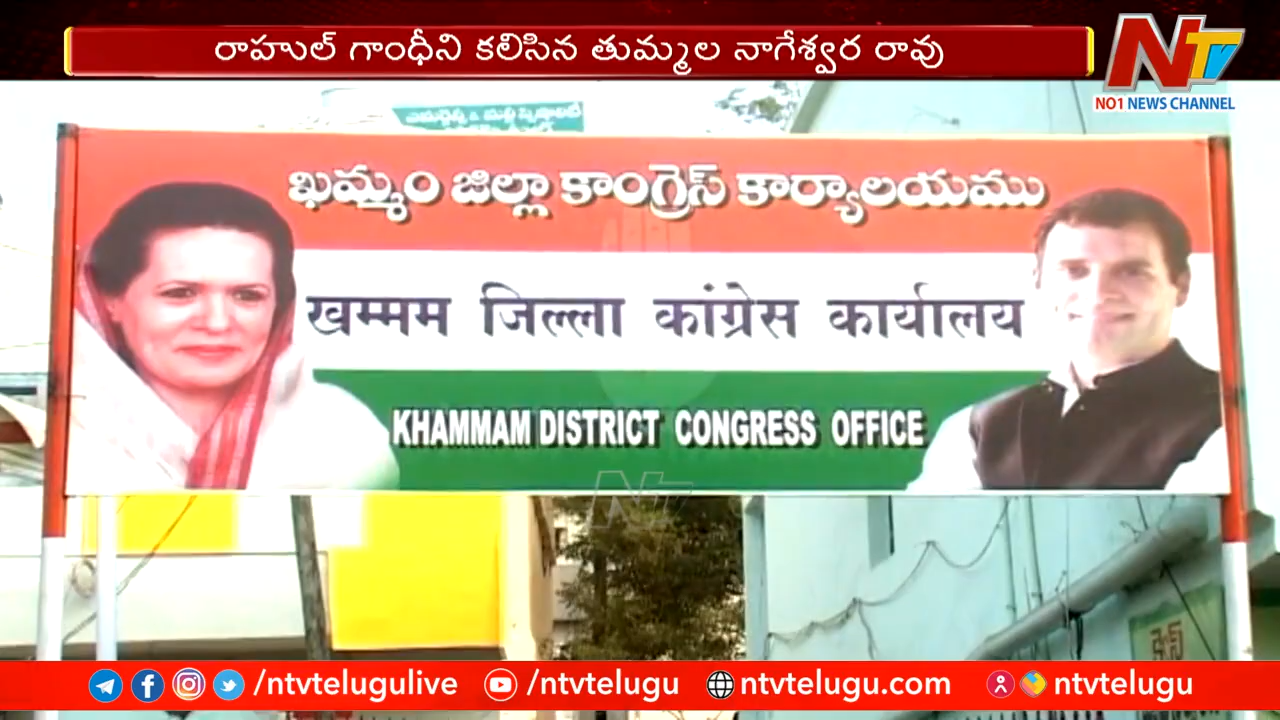 రాహుల్ గాంధీని కలిసిన తుమ్మల నాగేశ్వర రావు
NTV
NO1 NEWS CHANNEL
ఖమ్మం జిల్లా కాంగ్రెస్ కార్యాలయము
खम्मम जिल्ला कांग्रेस कार्यालय
KHAMMAM DISTRICT CONGRESS OFFICE
NTV
/ntvtelugulive /ntvtelugu ntvtelugu.com ntvtelugu